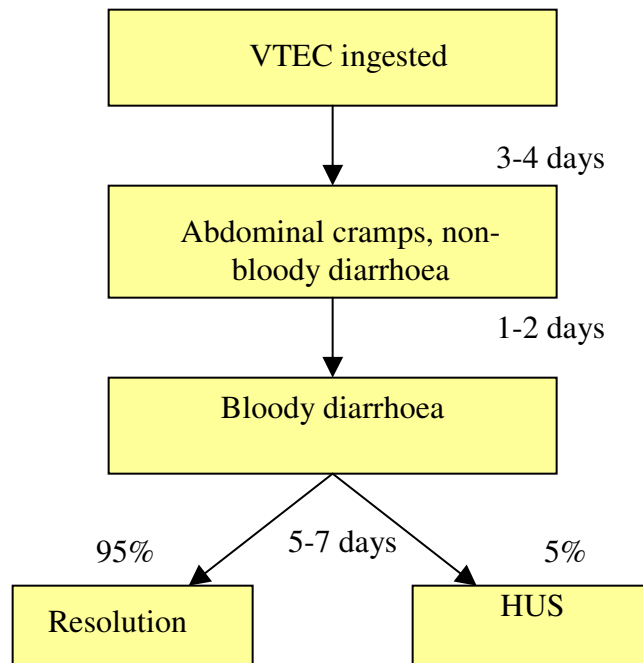 VTEC ingested
3-4 days
Abdominal cramps, non-
bloody diarrhoea
1-2 days
Bloody diarrhoea
95%
5-7 days
5%
Resolution
HUS